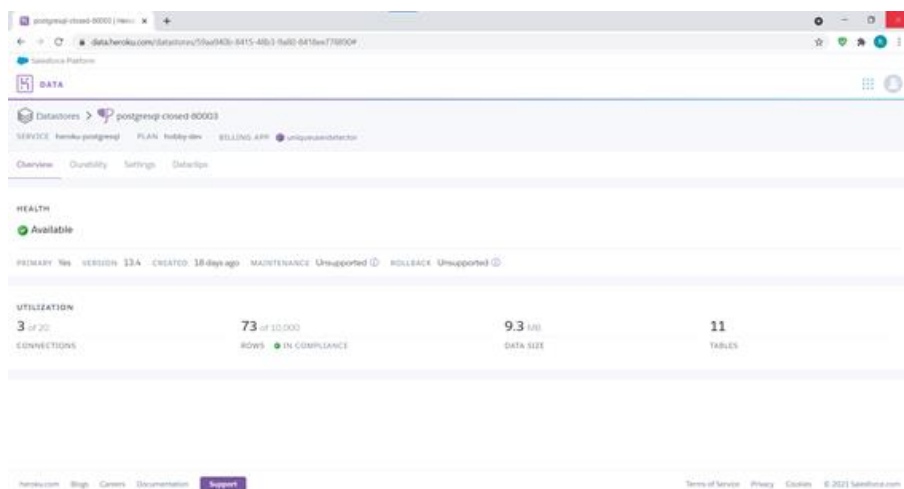 postgresql-closed-80003 | Heroku
data.heroku.com/datastores/
Salesforce Platform
DATA
Datastores > postgresql-closed-80003
SERVICE heroku-postgresql PLAN hobby-dev BILLING APP
Overview Durability Settings Dataclips
HEALTH
Available
PRIMARY Yes VERSION 13.4 CREATED 18 days ago MAINTENANCE Unsupported ROLLBACK Unsupported
UTILIZATION
3 of 20 73 of 10,000 9.3 MB 11
CONNECTIONS ROWS IN COMPLIANCE DATA SIZE TABLES
heroku.com Blogs Careers Documentation Support Terms of Service Privacy Cookies © 2021 Salesforce.com